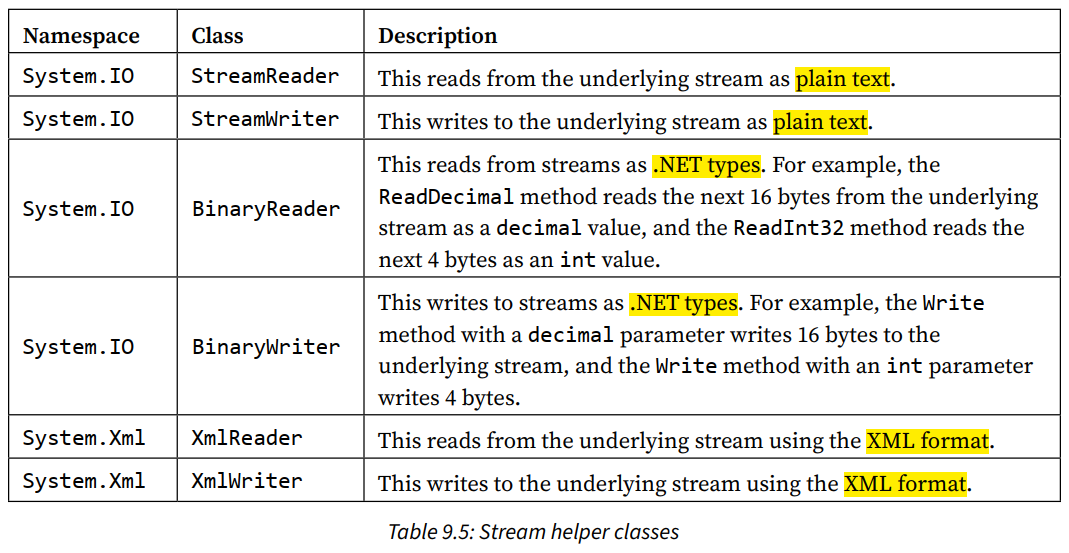 Namespace Class Description
System.IO StreamReader This reads from the underlying stream as plain text.
System.IO StreamWriter This writes to the underlying stream as plain text.
System.IO BinaryReader This reads from streams as .NET types. For example, the
ReadDecimal method reads the next 16 bytes from the underlying
stream as a decimal value, and the ReadInt32 method reads the
next 4 bytes as an int value.
System.IO BinaryWriter This writes to streams as .NET types. For example, the Write
method with a decimal parameter writes 16 bytes to the
underlying stream, and the Write method with an int parameter
writes 4 bytes.
System.Xml XmlReader This reads from the underlying stream using the XML format.
System.Xml XmlWriter This writes to the underlying stream using the XML format.
Table 9.5: Stream helper classes